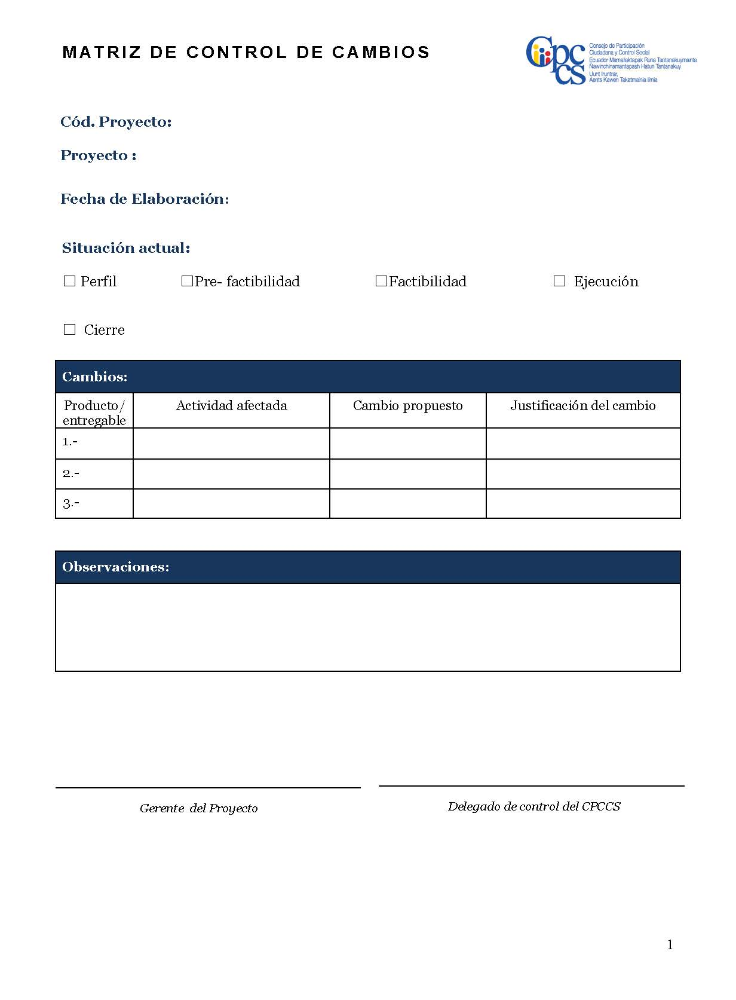 MATRIZ DE CONTROL DE CAMBIOS
Cpccs
Consejo de Participación
Ciudadana y Control Social
Ecuador Mamallaktapak Runa Tantanakuymanta
Ñawinchinamantapash Hatun Tantanakuy
Uunt Iruntrar,
Aents Kawen Takatmainia iimia
Cód. Proyecto:
Proyecto :
Fecha de Elaboración:
Situación actual:
☐ Perfil ☐Pre- factibilidad ☐Factibilidad ☐ Ejecución
☐ Cierre
Cambios:
Producto/ entregable Actividad afectada Cambio propuesto Justificación del cambio
1.-
2.-
3.-
Observaciones:
Gerente del Proyecto Delegado de control del CPCCS
1